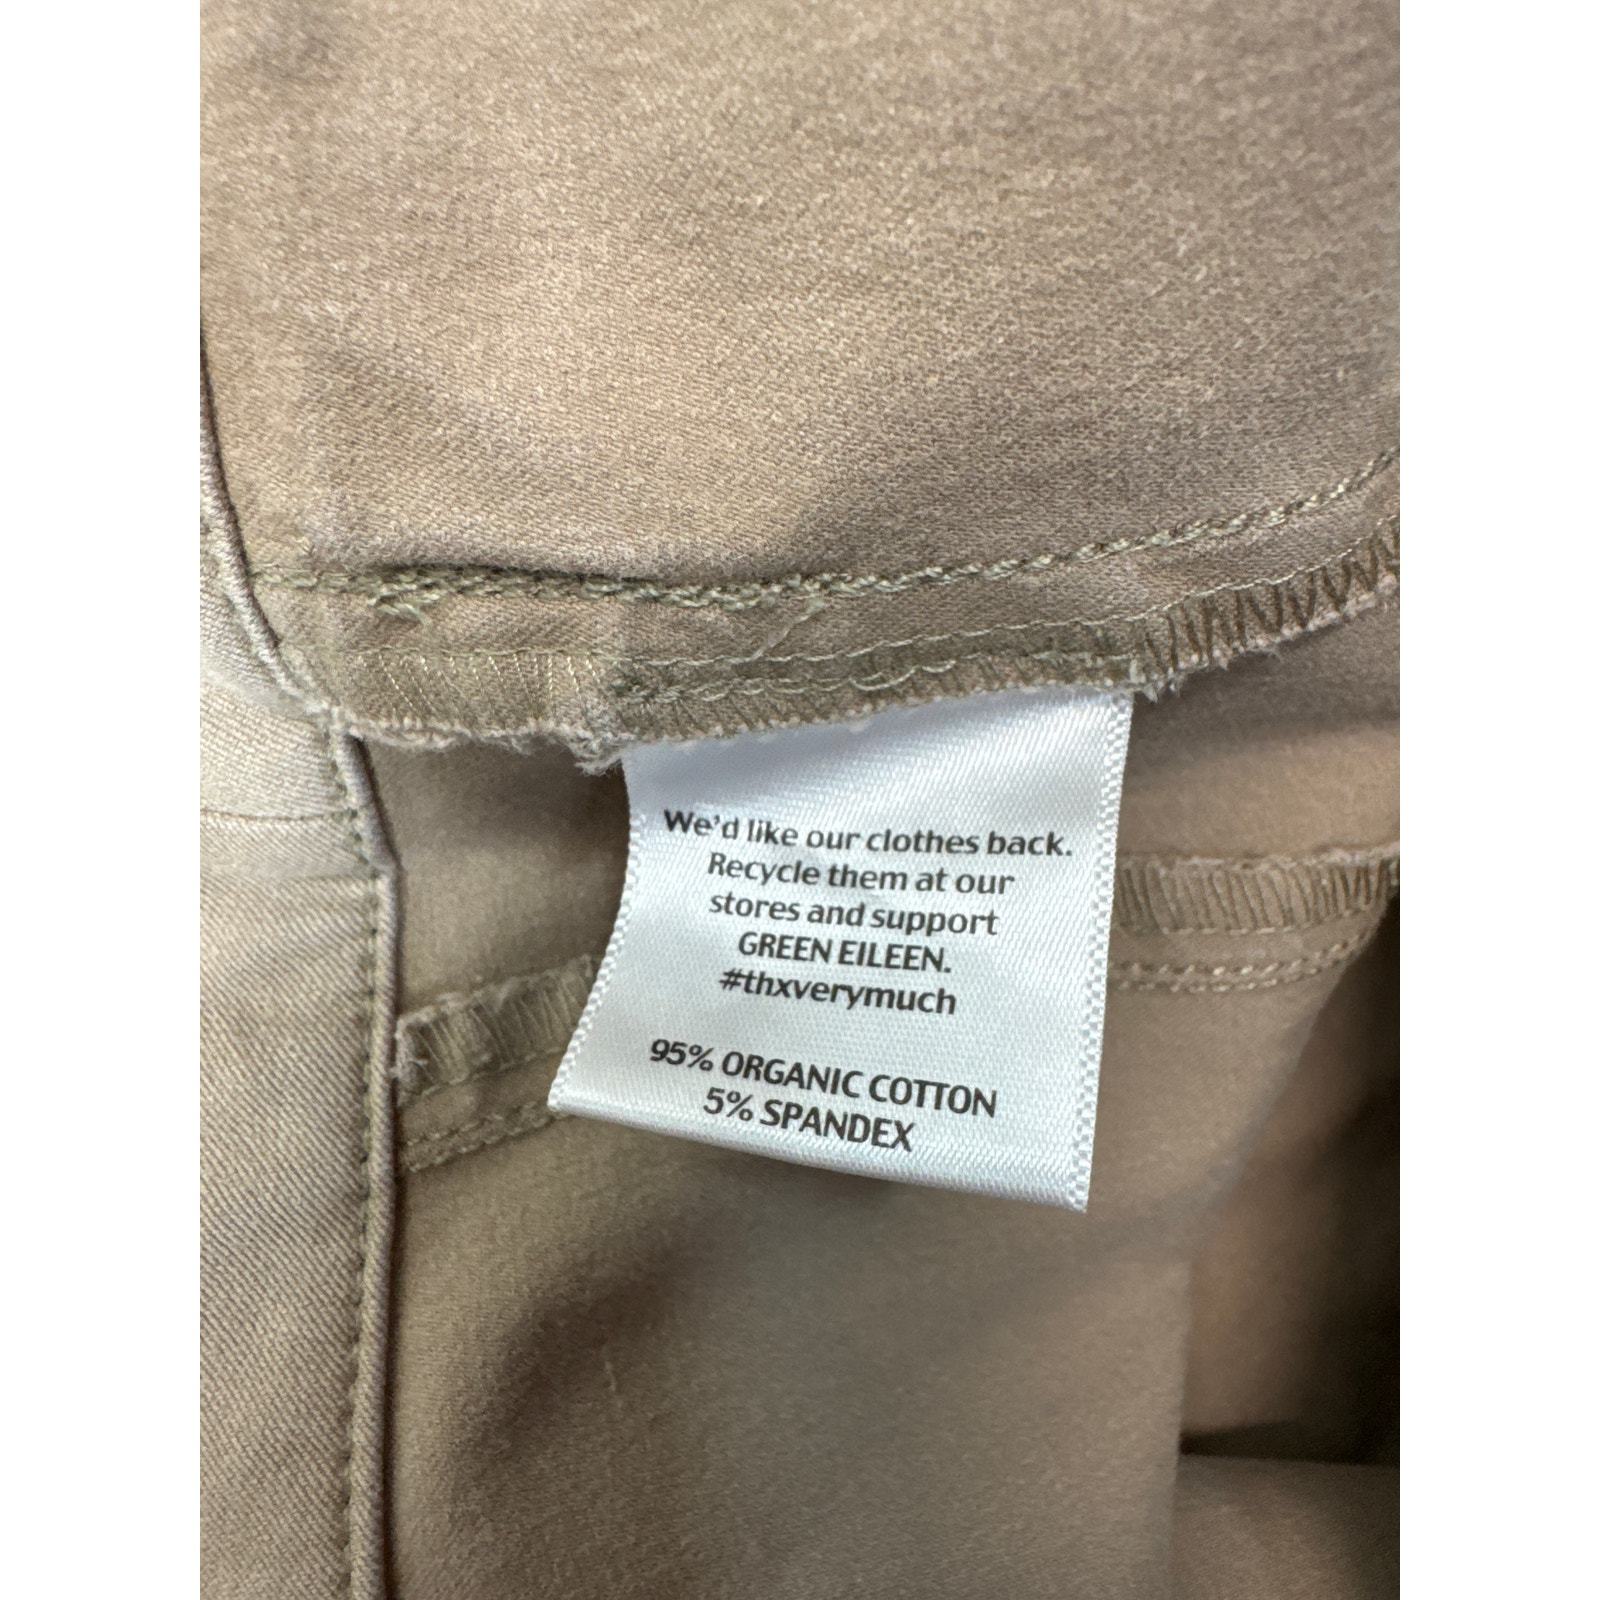 We'd like our clothes back.
Recycle them at our
stores and support
GREEN EILEEN.
#thxverymuch
95% ORGANIC COTTON
5% SPANDEX